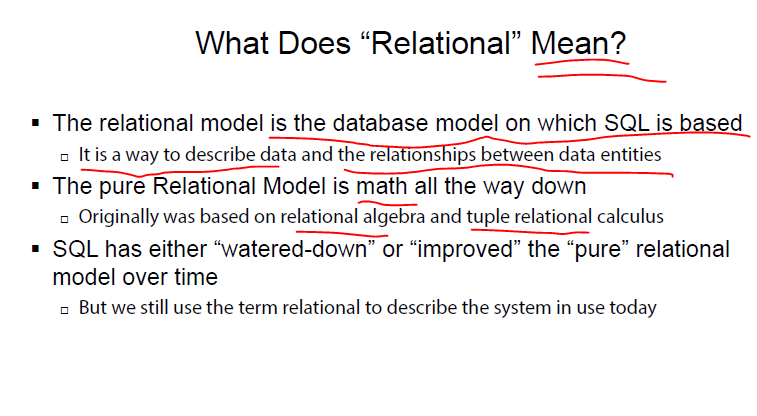 What Does “Relational” Mean?
▪ The relational model is the database model on which SQL is based
□ It is a way to describe data and the relationships between data entities
▪ The pure Relational Model is math all the way down
□ Originally was based on relational algebra and tuple relational calculus
▪ SQL has either “watered-down” or “improved” the “pure” relational
model over time
□ But we still use the term relational to describe the system in use today